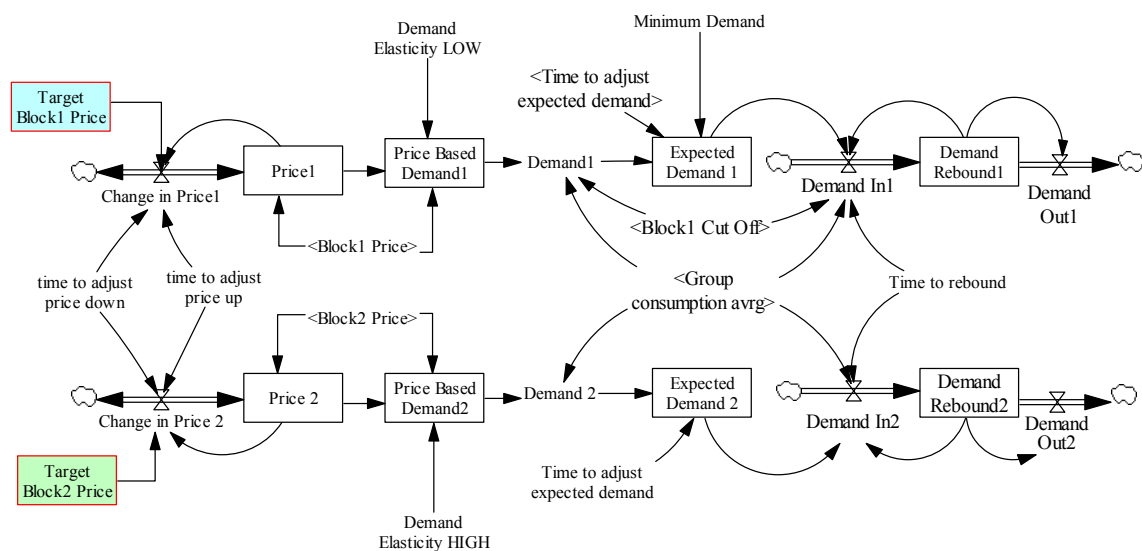 Demand
Elasticity LOW
Minimum Demand
Target
Block1 Price
<Time to adjust
expected demand>
Change in Price1
Price1
Price Based
Demand1
Demand1
Expected
Demand 1
Demand In1
Demand
Rebound1
Demand
Out1
<Block1 Cut Off>
<Block1 Price>
time to adjust
price down
time to adjust
price up
<Group
consumption avrg>
Time to rebound
<Block2 Price>
Change in Price 2
Price 2
Price Based
Demand2
Demand 2
Expected
Demand 2
Demand In2
Demand
Rebound2
Demand
Out2
Target
Block2 Price
Time to adjust
expected demand
Demand
Elasticity HIGH